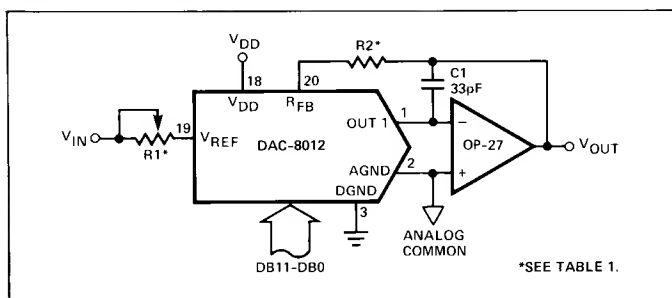 V_DD
R2*
18
20
C1
33pF
V_DD
R_FB
1
V_IN
19
V_REF
DAC-8012
OUT 1
−
R1*
OP-27
V_OUT
AGND
2
+
DGND
3
ANALOG
COMMON
DB11-DB0
*SEE TABLE 1.